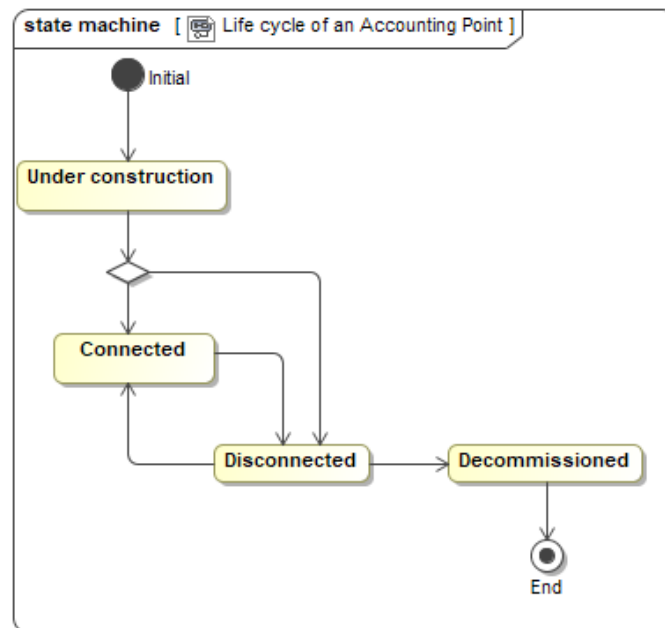 state machine [ Life cycle of an Accounting Point ]
Initial
Under construction
Connected
Disconnected
Decommissioned
End